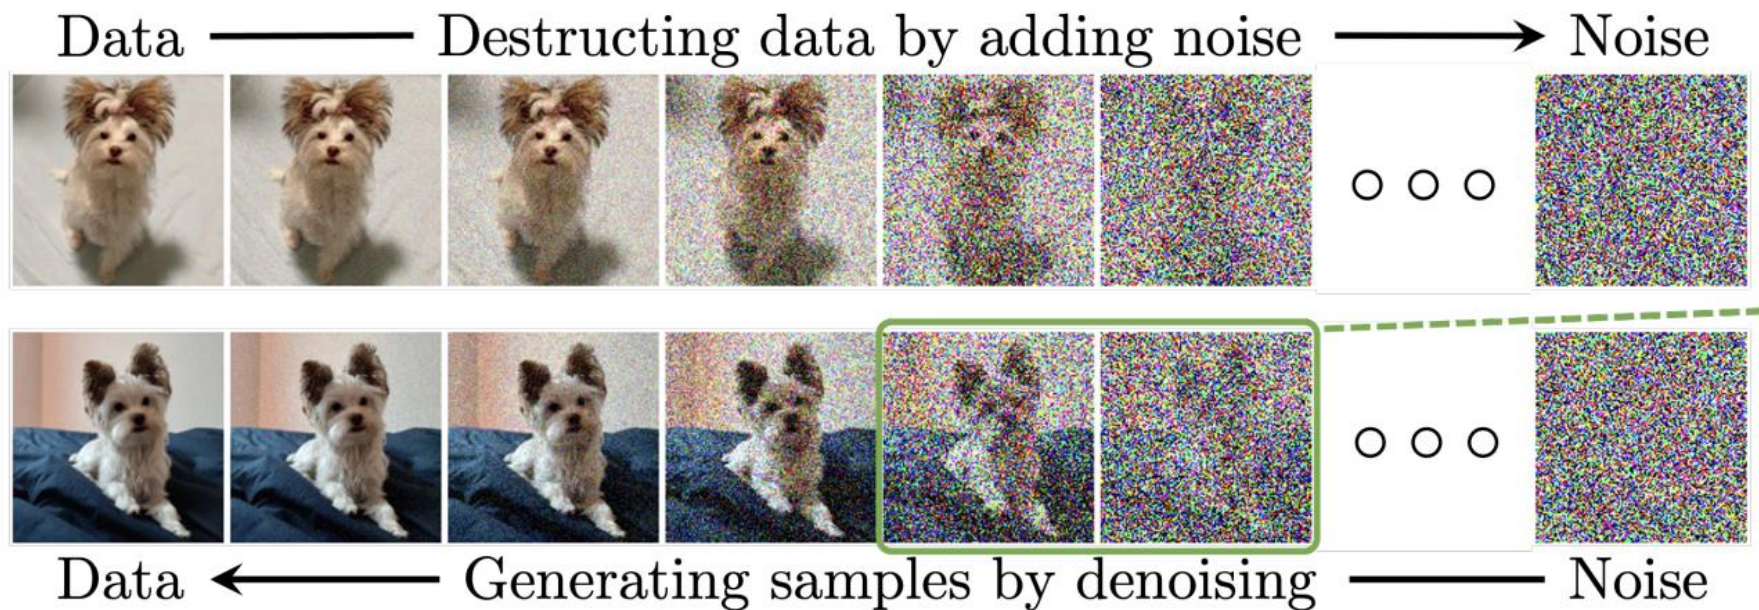 Data Destructing data by adding noise Noise
Data Generating samples by denoising Noise